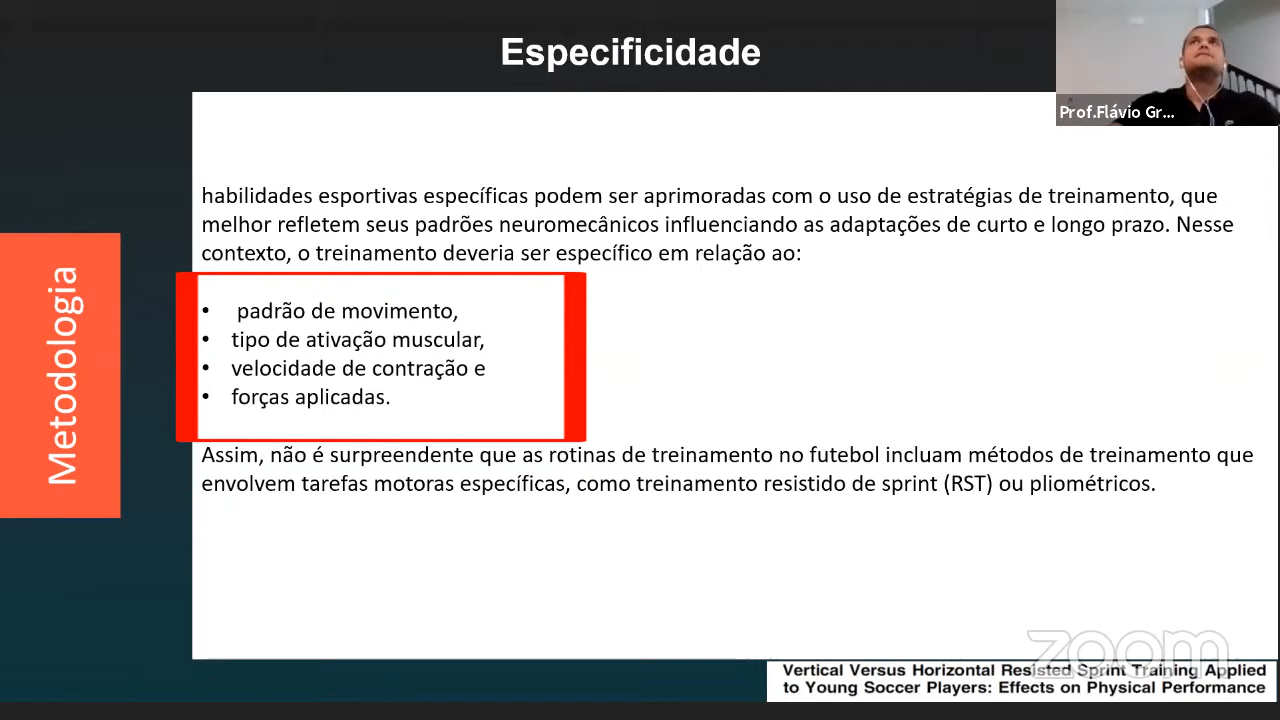 Especificidade
Prof.Flávio Gr...
habilidades esportivas específicas podem ser aprimoradas com o uso de estratégias de treinamento, que
melhor refletem seus padrões neuromecânicos influenciando as adaptações de curto e longo prazo. Nesse
contexto, o treinamento deveria ser específico em relação ao:
• padrão de movimento,
• tipo de ativação muscular,
• velocidade de contração e
• forças aplicadas.
Assim, não é surpreendente que as rotinas de treinamento no futebol incluam métodos de treinamento que
envolvem tarefas motoras específicas, como treinamento resistido de sprint (RST) ou pliométricos.
Metodologia
zoom
Vertical Versus Horizontal Resisted Sprint Training Applied
to Young Soccer Players: Effects on Physical Performance